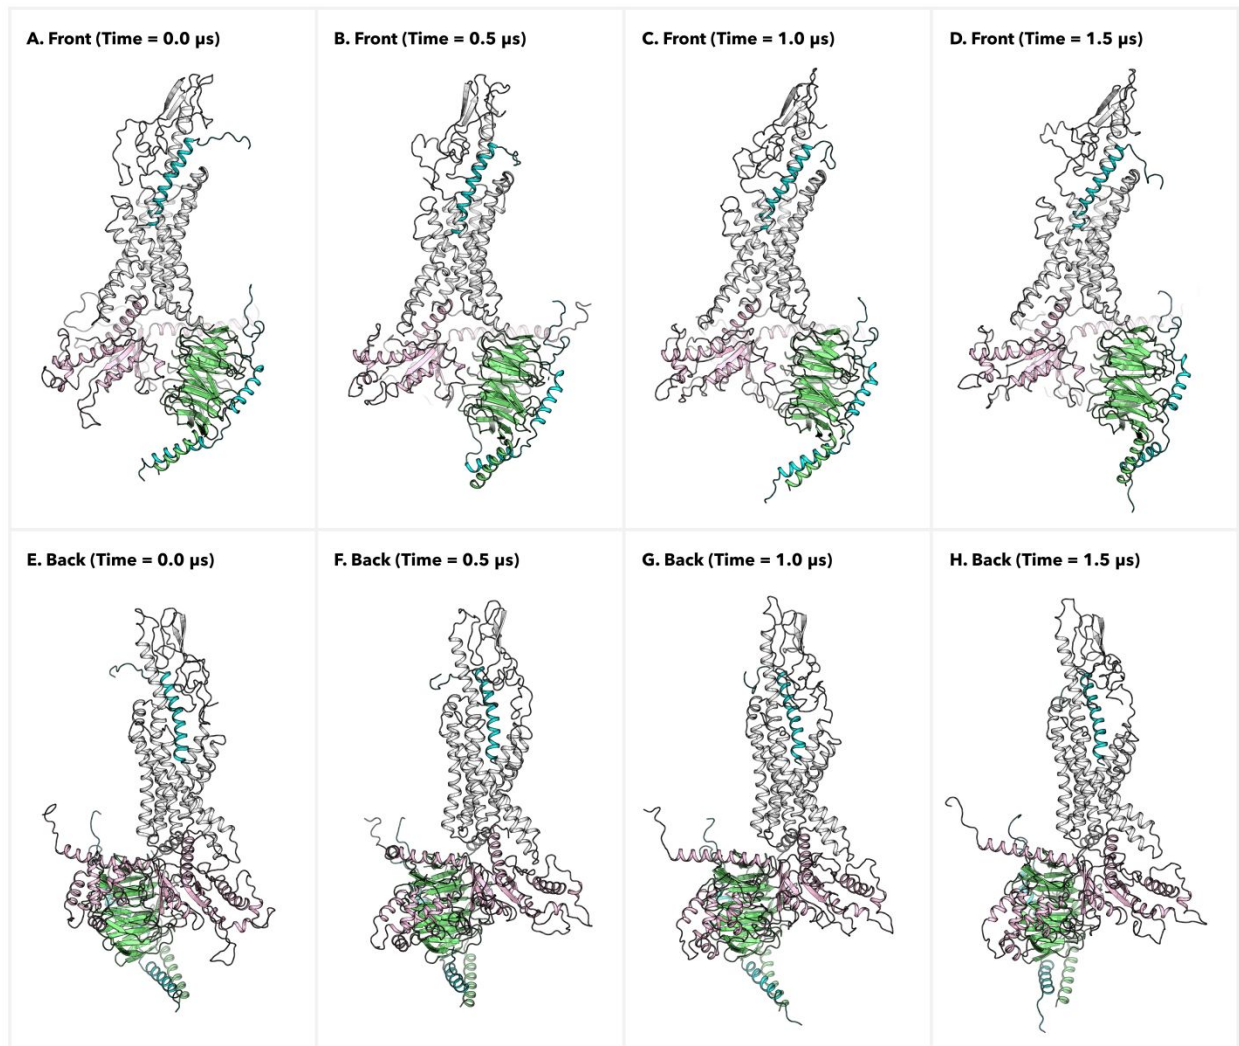 A. Front (Time = 0.0 µs)
B. Front (Time = 0.5 µs)
C. Front (Time = 1.0 µs)
D. Front (Time = 1.5 µs)
E. Back (Time = 0.0 µs)
F. Back (Time = 0.5 µs)
G. Back (Time = 1.0 µs)
H. Back (Time = 1.5 µs)